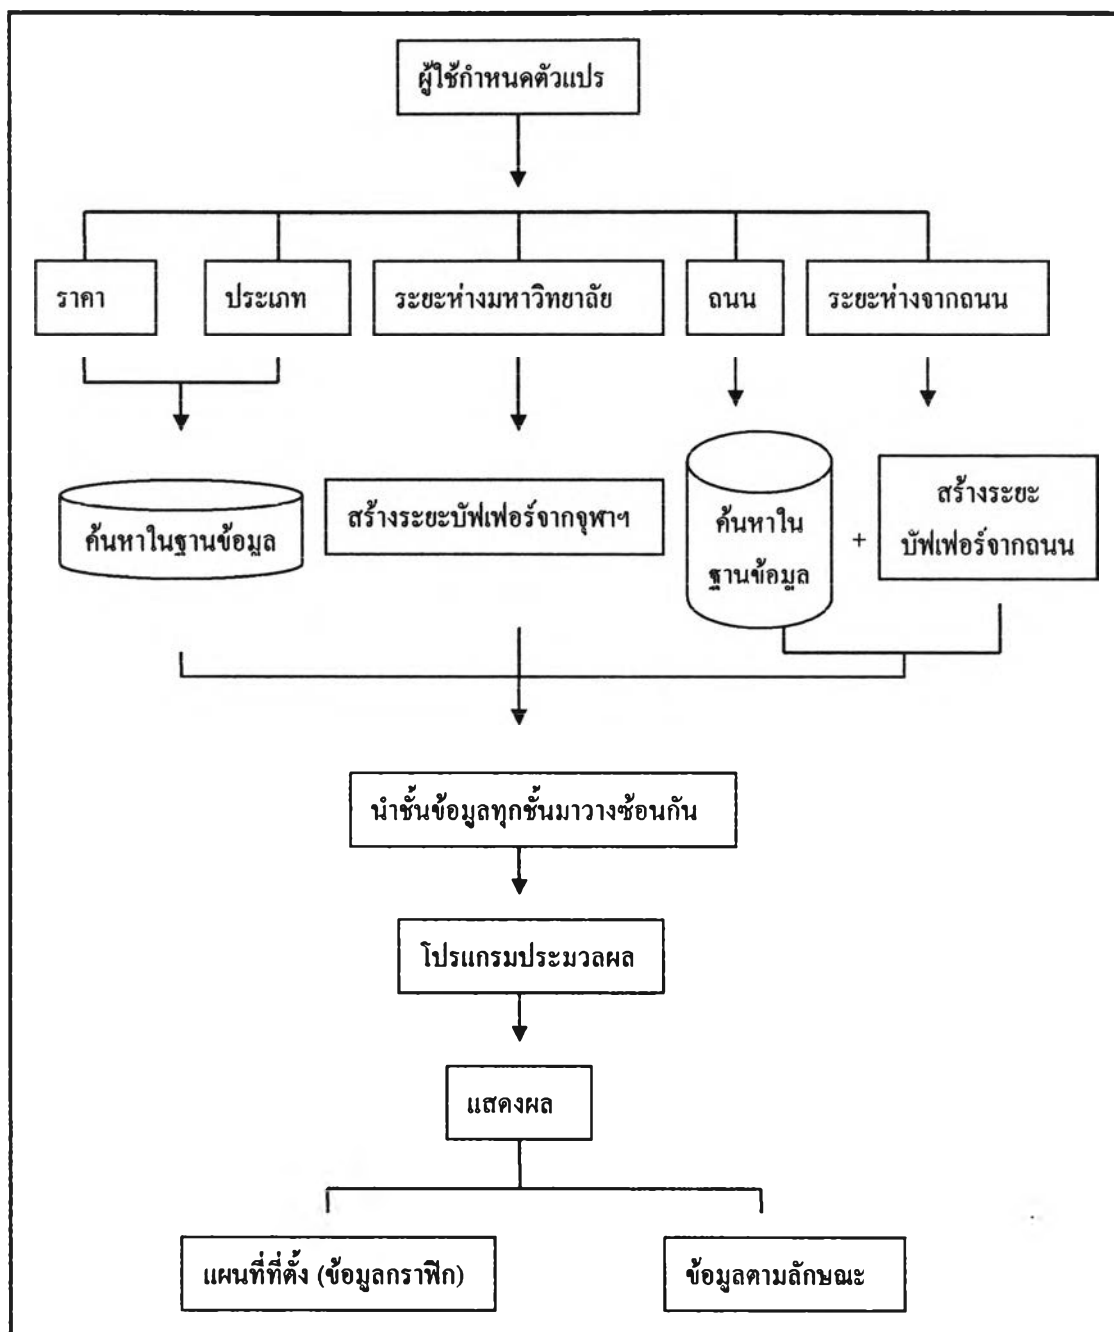 ผู้ใช้กำหนดตัวแปร
ราคา
ประเภท
ระยะห่างมหาวิทยาลัย
ถนน
ระยะห่างจากถนน
ค้นหาในฐานข้อมูล
สร้างระยะบัฟเฟอร์จากจุฬาฯ
ค้นหาใน
ฐานข้อมูล
+
สร้างระยะ
บัฟเฟอร์จากถนน
นำชั้นข้อมูลทุกชั้นมาวางซ้อนกัน
โปรแกรมประมวลผล
แสดงผล
แผนที่ที่ตั้ง (ข้อมูลกราฟิก)
ข้อมูลตามลักษณะ